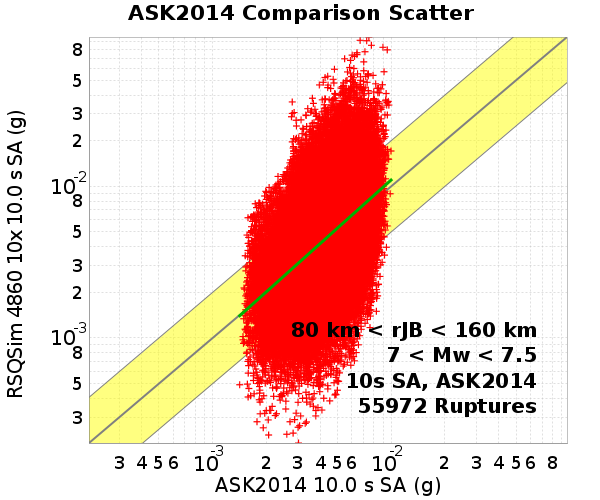 ASK2014 Comparison Scatter
8
5
3
2
10-2
8
5
3
2
10-3
8
5
3
RSQSim 4860 10x 10.0 s SA (g)
80 km < rJB < 160 km
7 < Mw < 7.5
10s SA, ASK2014
55972 Ruptures
3 4 5 6 10-3 2 3 4 5 6 10-2 2 3 4 5 6 8
ASK2014 10.0 s SA (g)